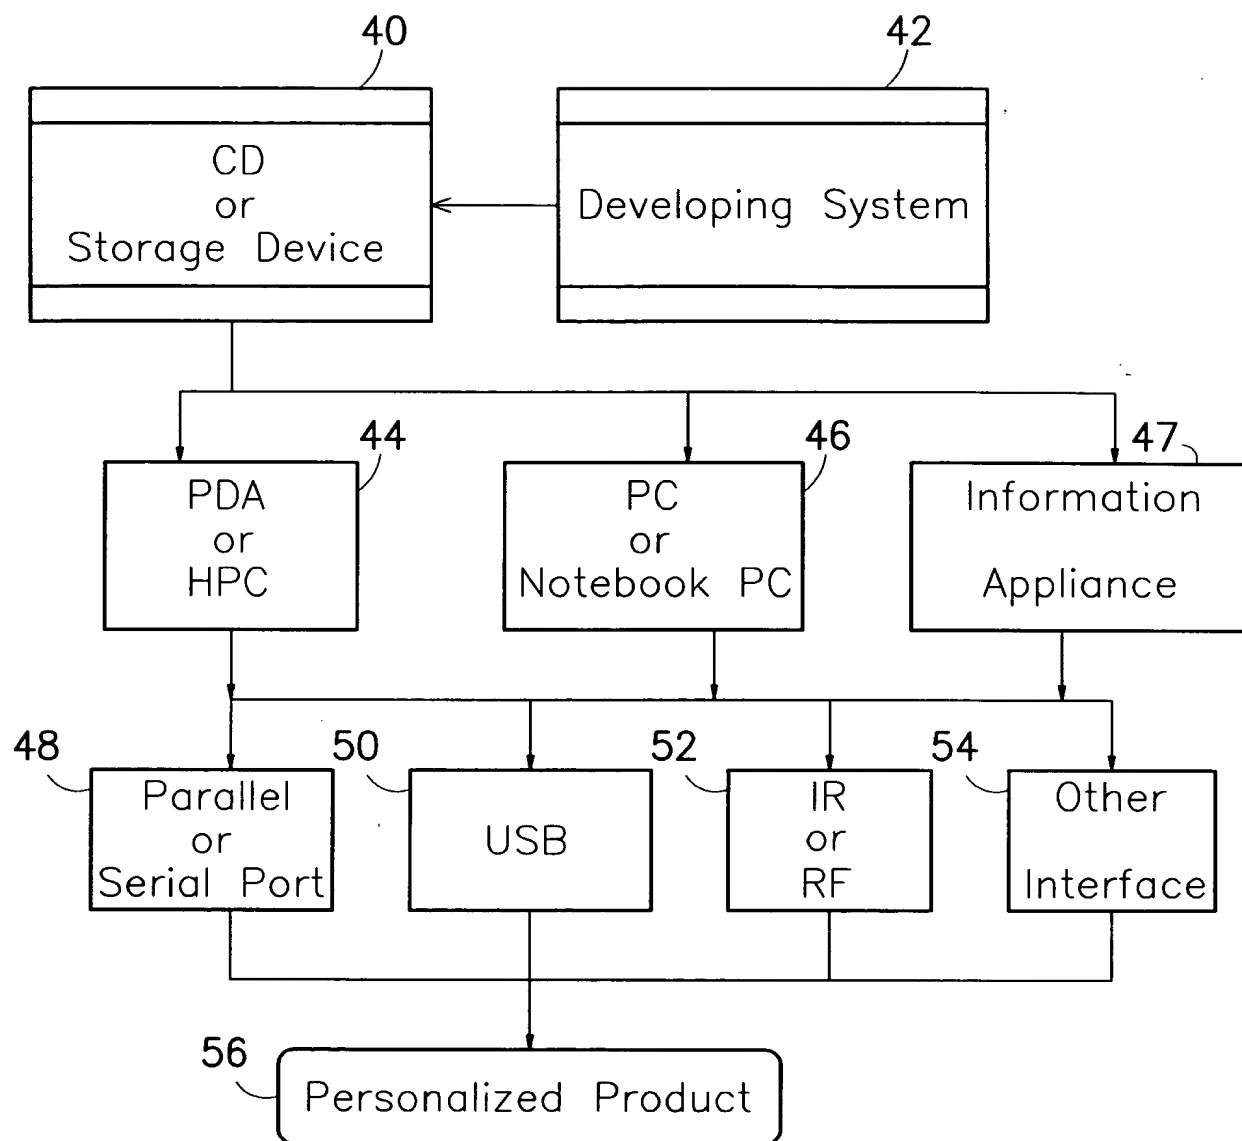 40
42
CD
or
Storage Device
Developing System
44
46
47
PDA
or
HPC
PC
or
Notebook PC
Information
Appliance
48
50
52
54
Parallel
or
Serial Port
USB
IR
or
RF
Other
Interface
56
Personalized Product